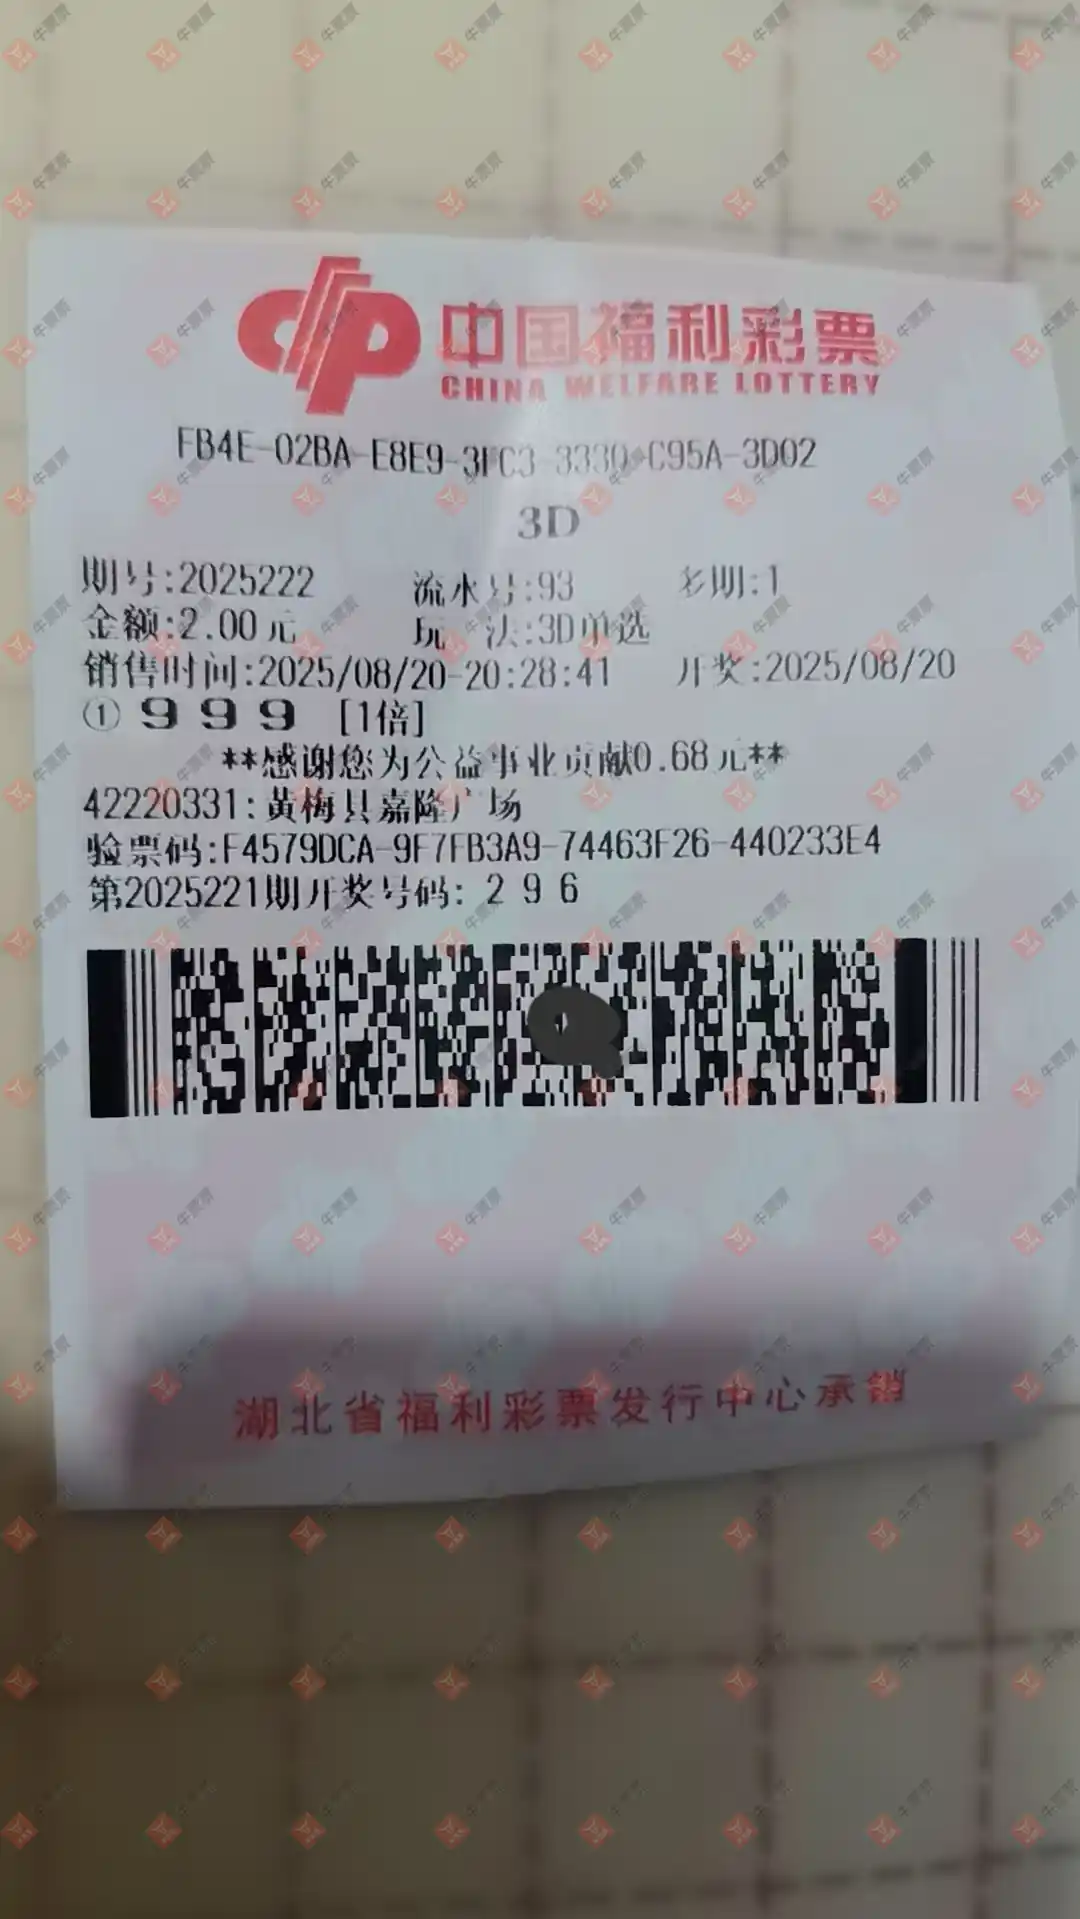 中国福利彩票
CHINA WELFARE LOTTERY
FB4E-02BA-E8E9-3FC3-3330-C95A-3D02
3D
期号:2025222 流水号:93 多期:1
金额:2.00元 玩 法:3D单选
销售时间:2025/08/20-20:28:41 开奖:2025/08/20
① 9 9 9 [1倍]
**感谢您为公益事业贡献0.68元**
42220331:黄梅县嘉隆广场
验票码:F4579DCA-9F7FB3A9-74463F26-440233E4
第2025221期开奖号码: 2 9 6
湖北省福利彩票发行中心承销